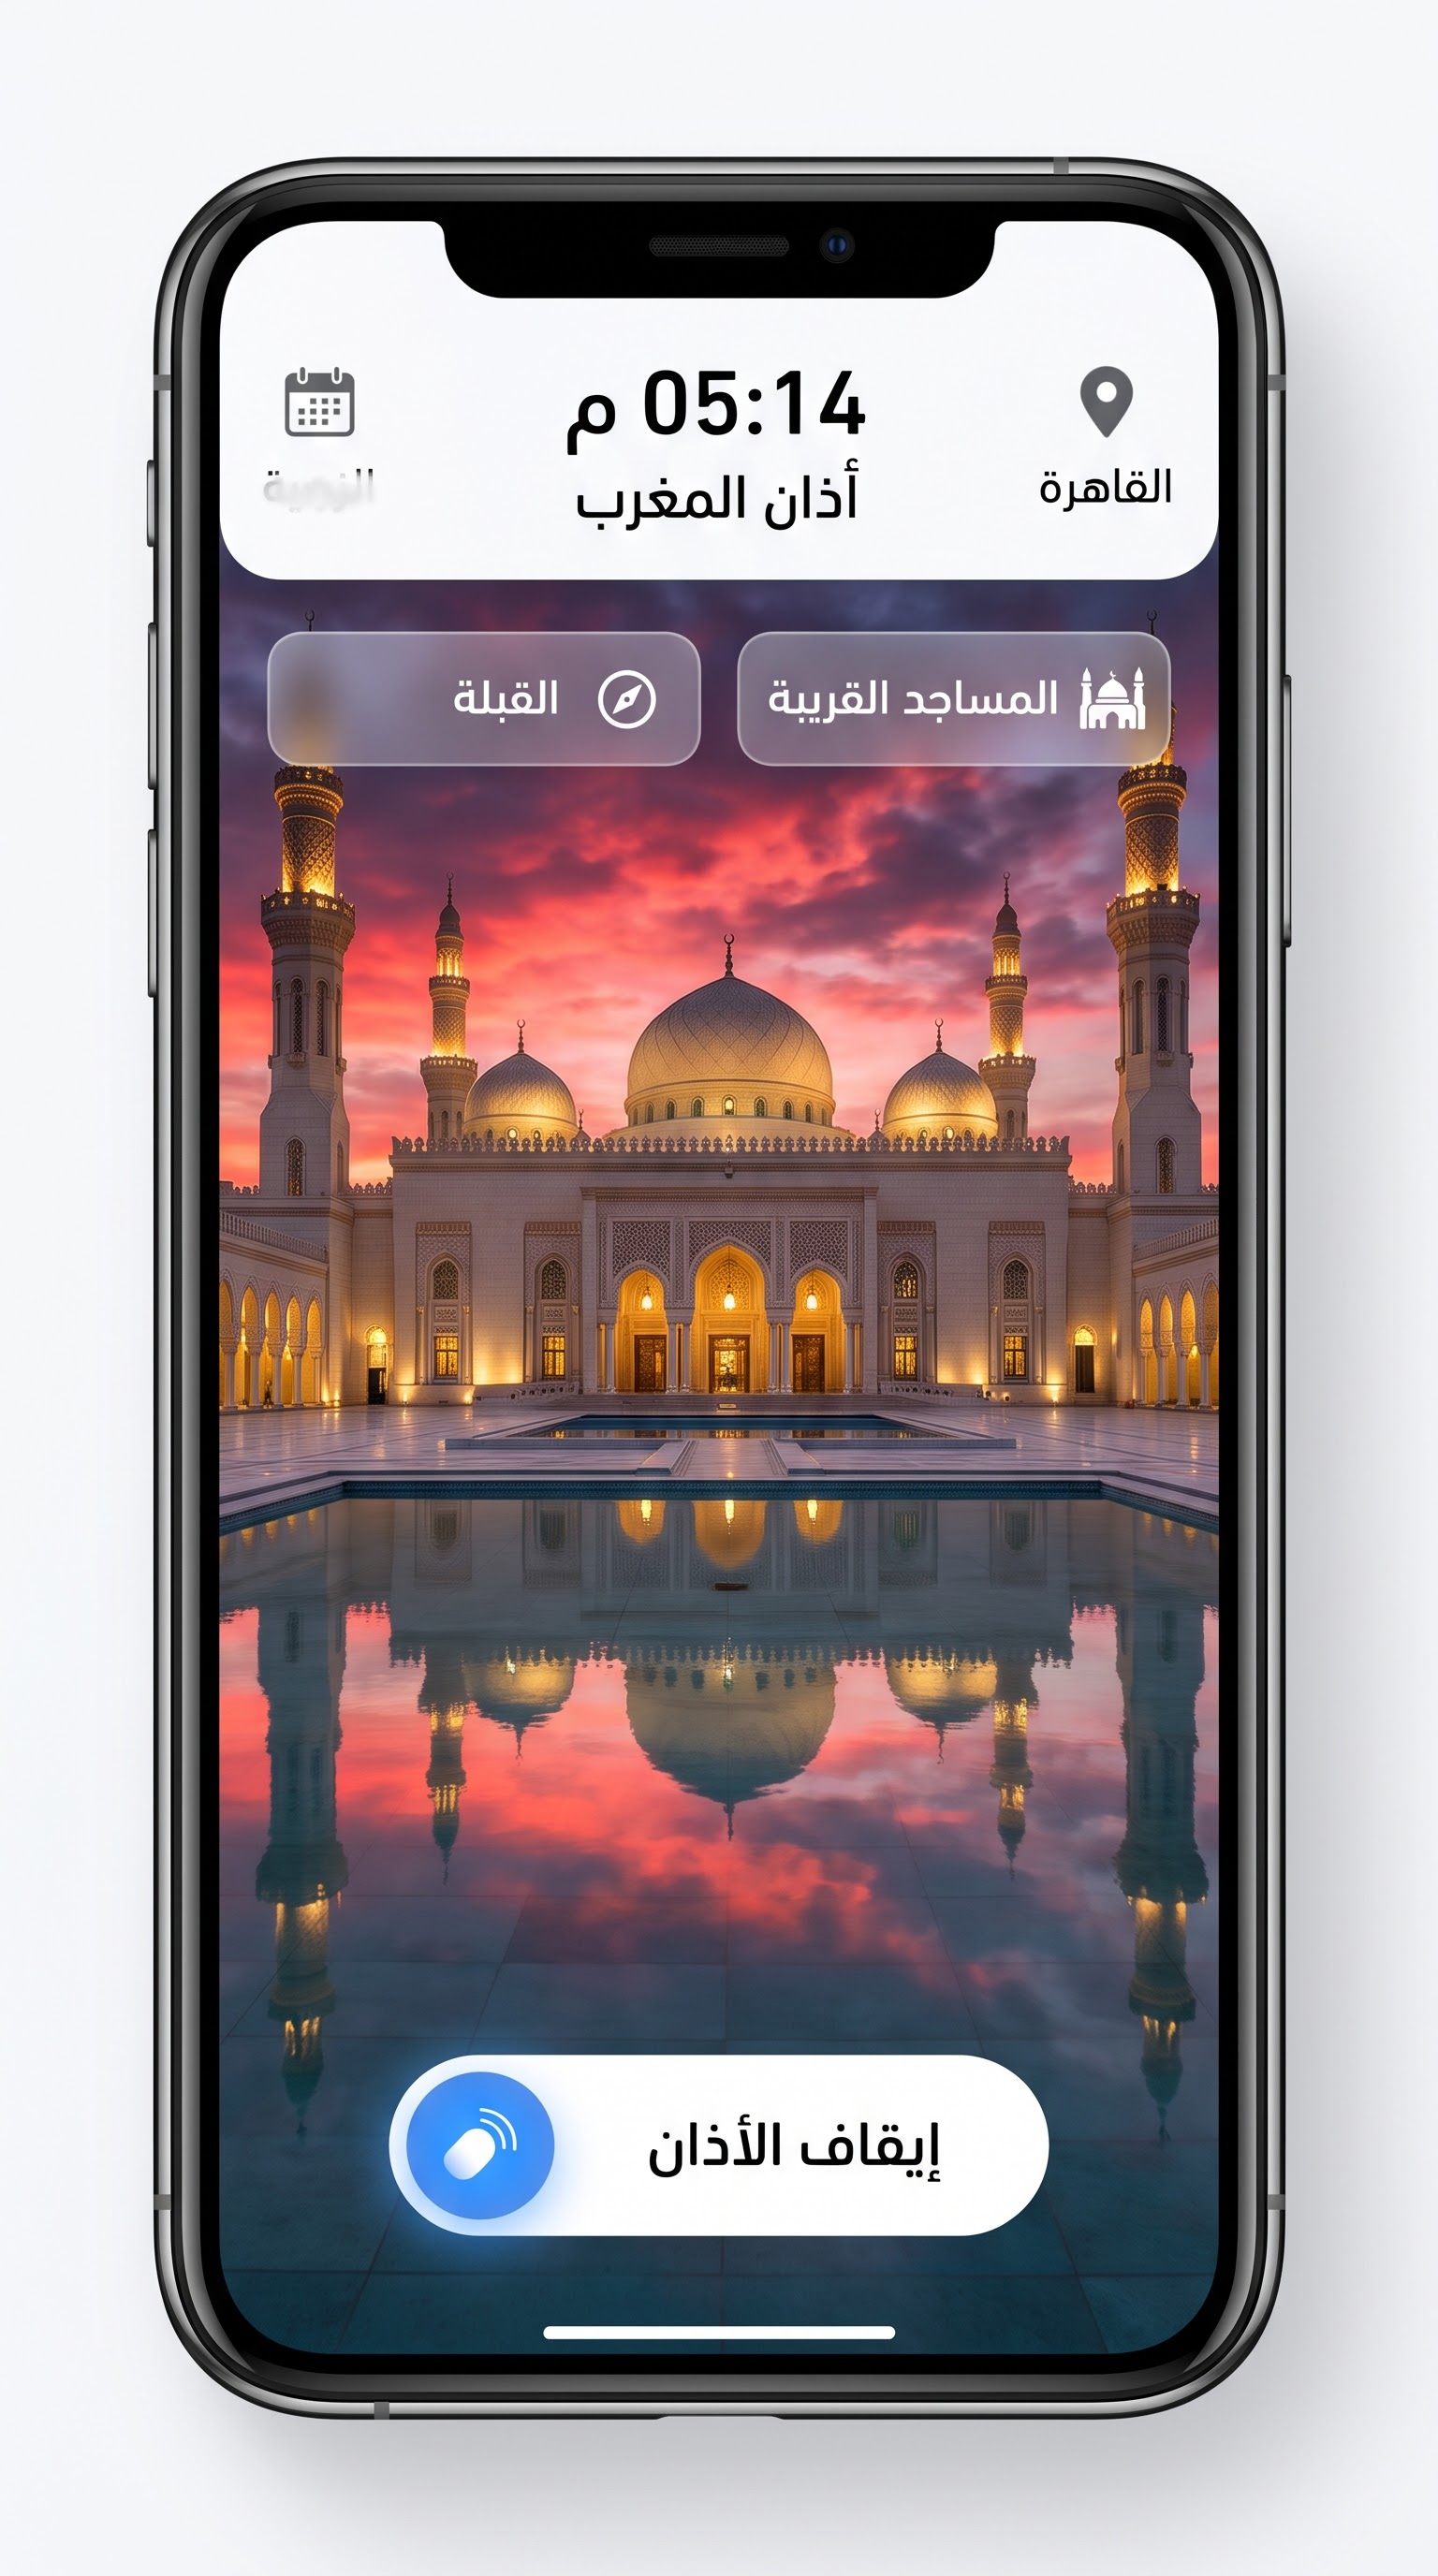 القاهرة
05:14 م
أذان المغرب
المساجد القريبة
القبلة
إيقاف الأذان